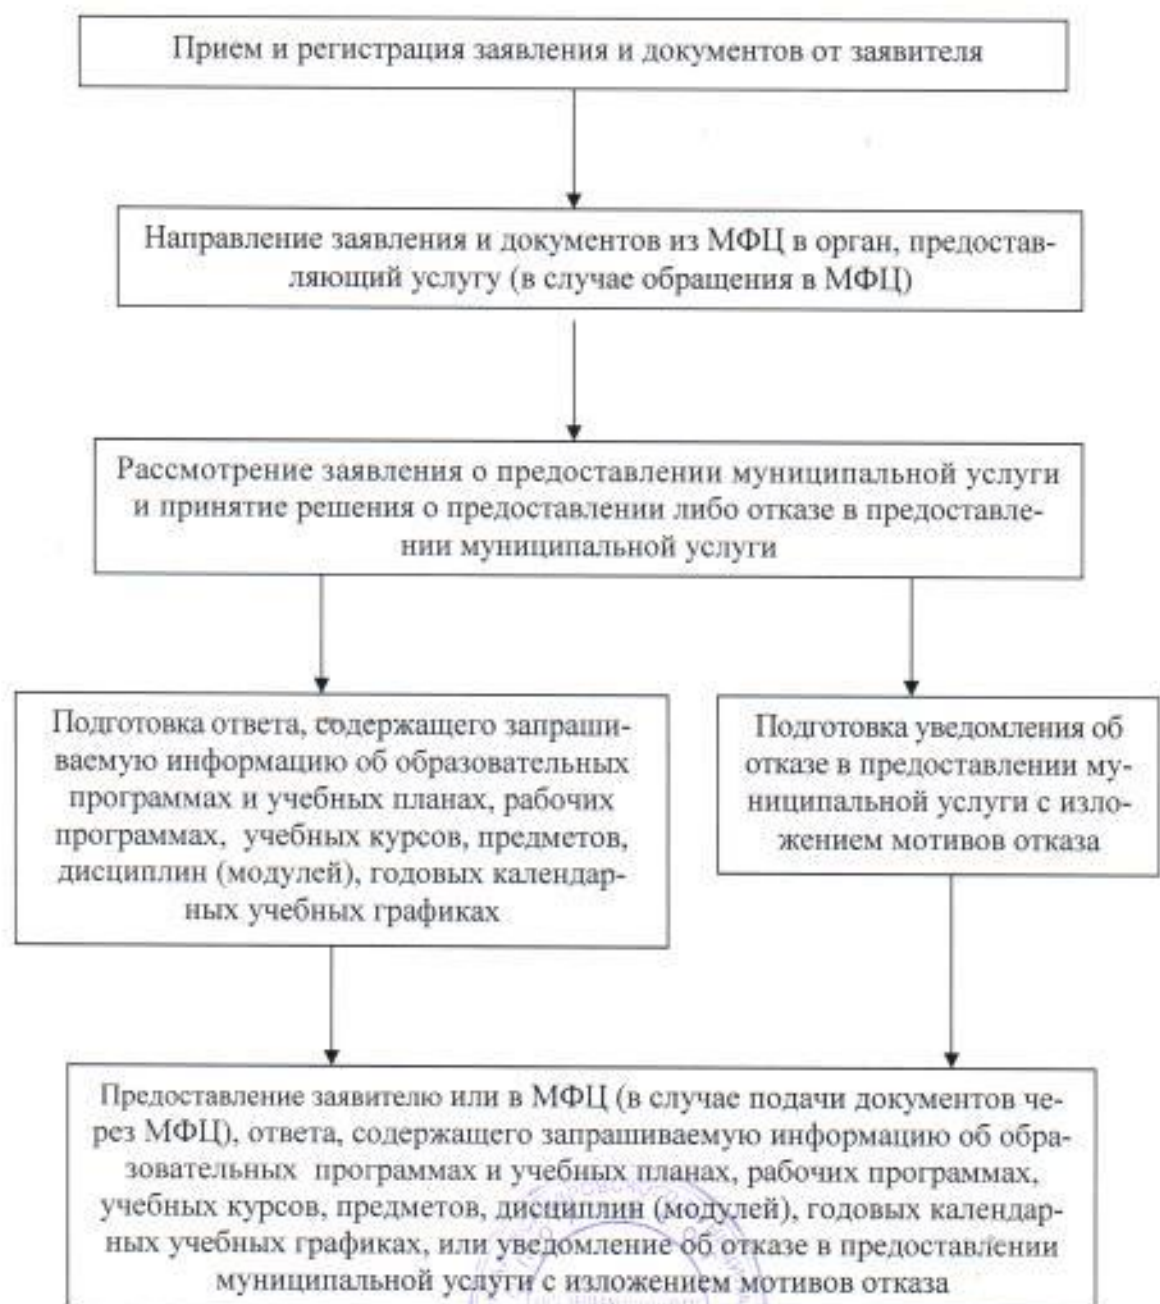 Прием и регистрация заявления и документов от заявителя
Направление заявления и документов из МФЦ в орган, предостав-
ляющий услугу (в случае обращения в МФЦ)
Рассмотрение заявления о предоставлении муниципальной услуги
и принятие решения о предоставлении либо отказе в предоставле-
нии муниципальной услуги
Подготовка ответа, содержащего запраши-
ваемую информацию об образовательных
программах и учебных планах, рабочих
программах, учебных курсов, предметов,
дисциплин (модулей), годовых календар-
ных учебных графиках
Подготовка уведомления об
отказе в предоставлении му-
ниципальной услуги с изло-
жением мотивов отказа
Предоставление заявителю или в МФЦ (в случае подачи документов че-
рез МФЦ), ответа, содержащего запрашиваемую информацию об обра-
зовательных программах и учебных планах, рабочих программах,
учебных курсов, предметов, дисциплин (модулей), годовых календар-
ных учебных графиках, или уведомление об отказе в предоставлении
муниципальной услуги с изложением мотивов отказа